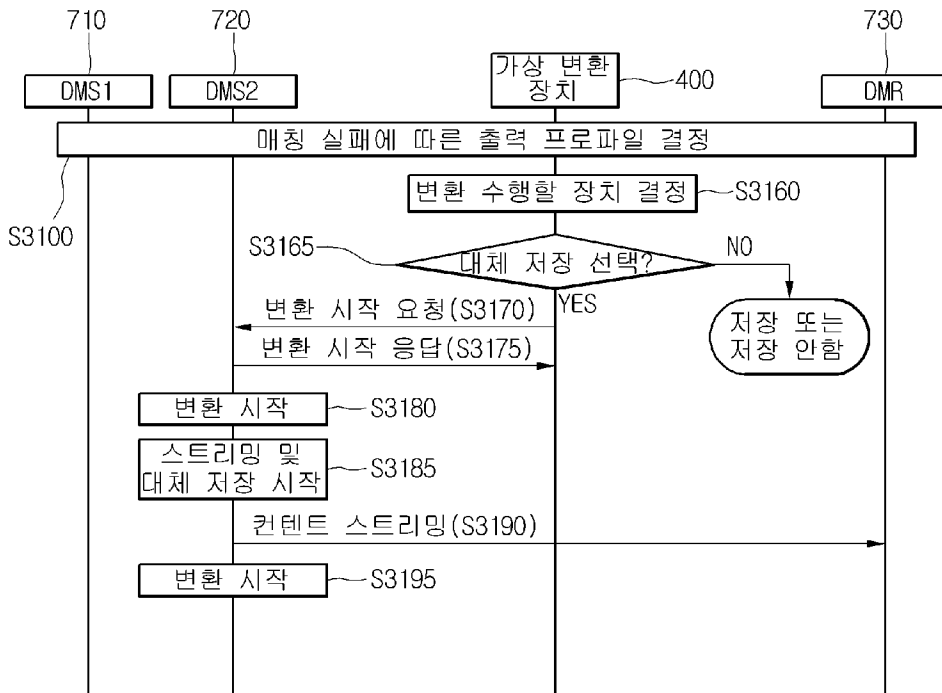 710
720
730
DMS1
DMS2
가상 변환
장치
400
DMR
매칭 실패에 따른 출력 프로파일 결정
S3100
변환 수행할 장치 결정
S3160
S3165
대체 저장 선택?
NO
YES
변환 시작 요청(S3170)
저장 또는
저장 안함
변환 시작 응답(S3175)
변환 시작
S3180
스트리밍 및
대체 저장 시작
S3185
컨텐트 스트리밍(S3190)
변환 시작
S3195